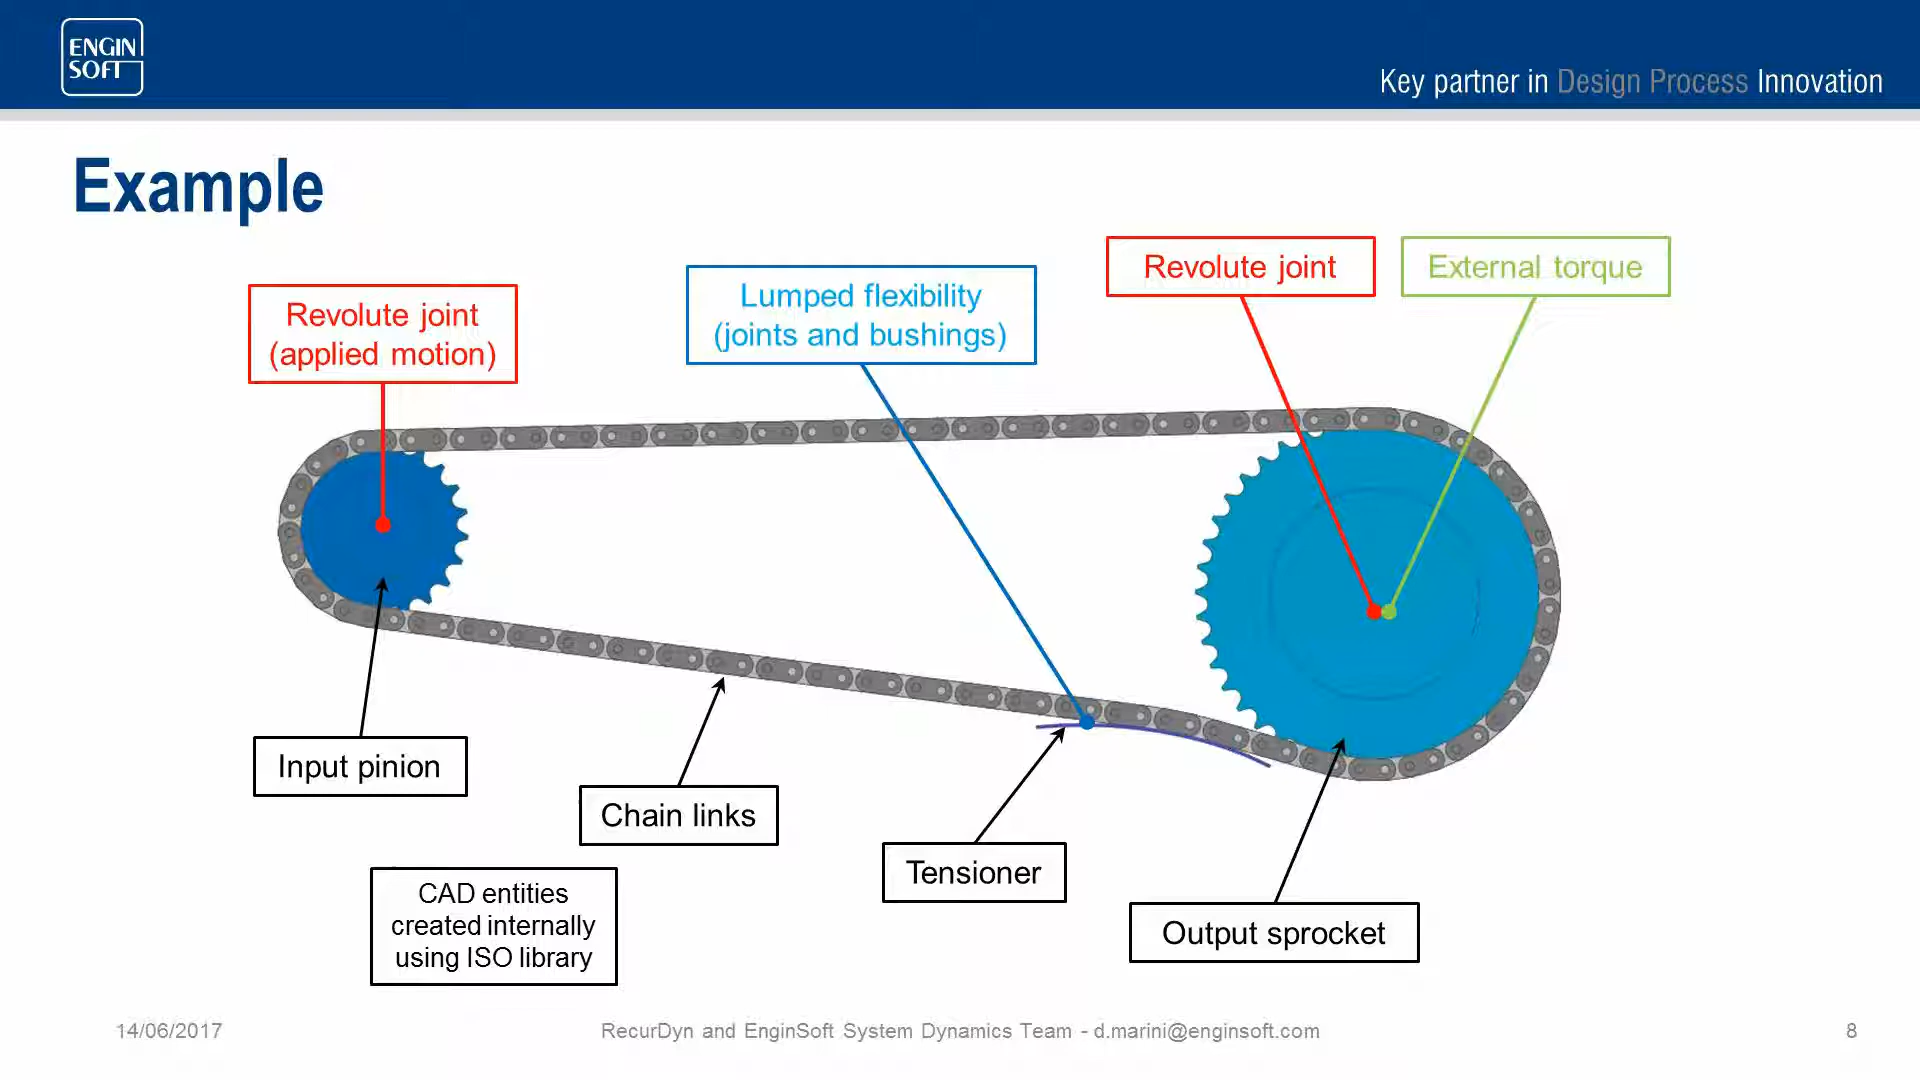 ENGIN
SOFT
Key partner in Design Process Innovation
Example
Revolute joint
(applied motion)
Lumped flexibility
(joints and bushings)
Revolute joint
External torque
Input pinion
Chain links
Tensioner
Output sprocket
CAD entities
created internally
using ISO library
14/06/2017
RecurDyn and EnginSoft System Dynamics Team - d.marini@enginsoft.com
8